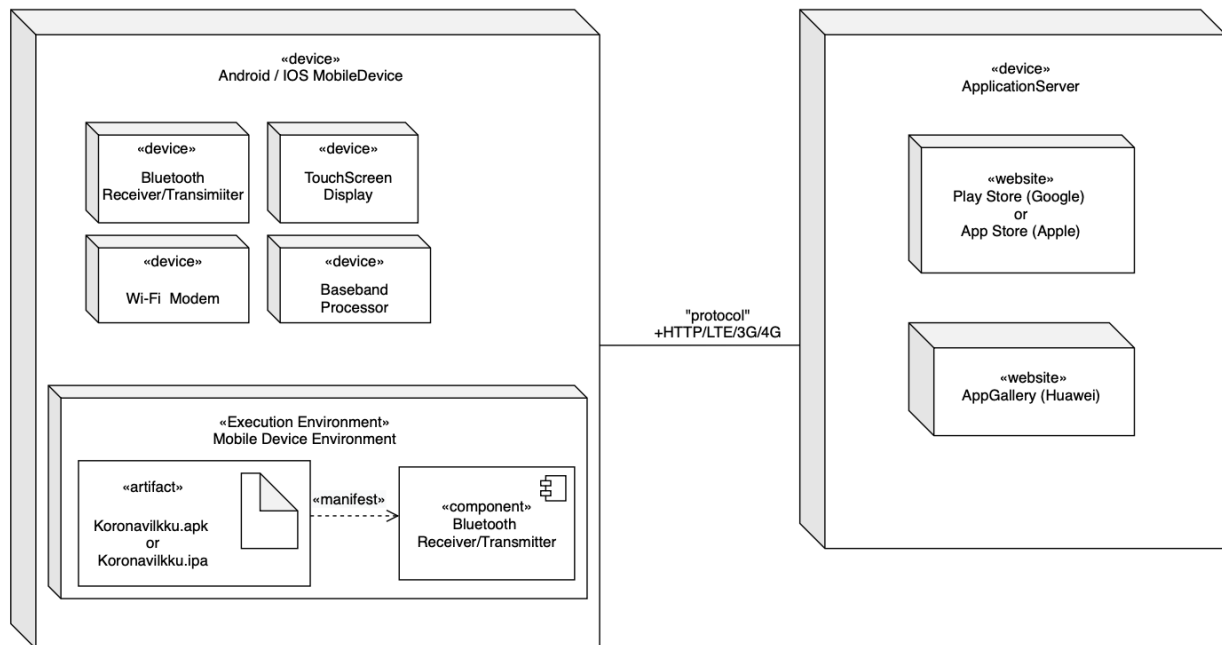 «device»
Android / IOS MobileDevice
«device»
Bluetooth
Receiver/Transimiiter
«device»
TouchScreen
Display
«device»
Wi-Fi Modem
«device»
Baseband
Processor
«Execution Environment»
Mobile Device Environment
«artifact»
Koronavilkku.apk
or
Koronavilkku.ipa
«manifest»
«component»
Bluetooth
Receiver/Transmitter
"protocol"
+HTTP/LTE/3G/4G
«device»
ApplicationServer
«website»
Play Store (Google)
or
App Store (Apple)
«website»
AppGallery (Huawei)